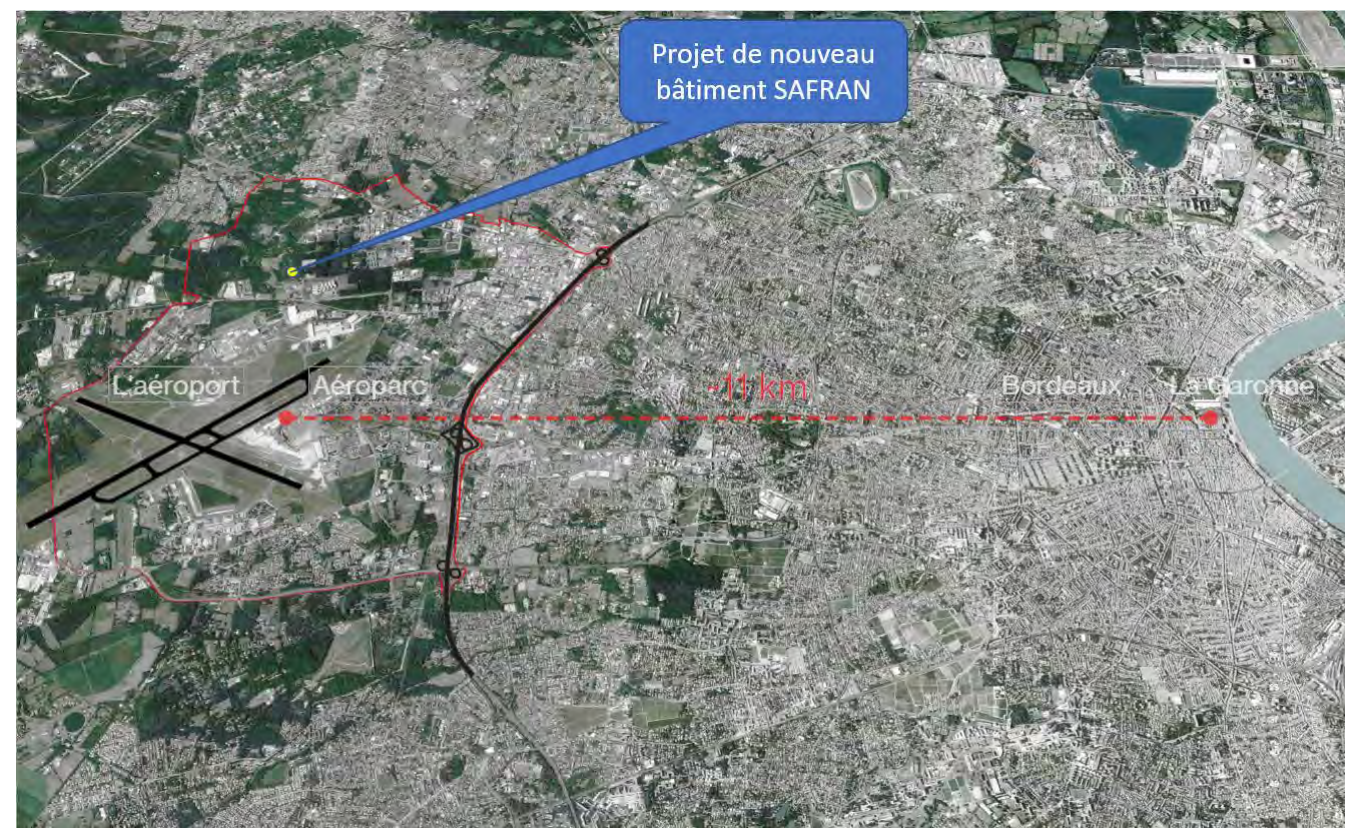 Projet de nouveau
bâtiment SAFRAN
L'aéroport
Aéroparc
~11 km
Bordeaux
La Garonne